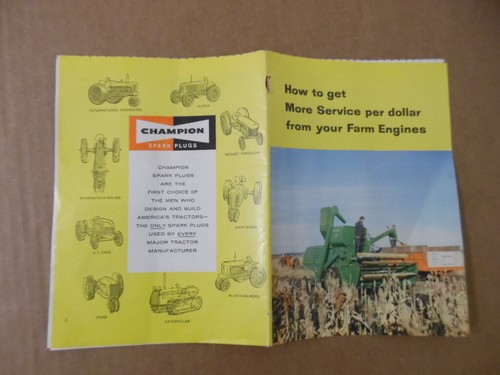 INTERNATIONAL HARVESTER
OLIVER
MINNEAPOLIS-MOLINE
MASSEY-FERGUSON
J. I. CASE
JOHN DEERE
FORD
CATERPILLAR
ALLIS-CHALMERS
CHAMPION
SPARK PLUGS
CHAMPION
SPARK PLUGS
ARE THE
FIRST CHOICE OF
THE MEN WHO
DESIGN AND BUILD
AMERICA'S TRACTORS—
THE ONLY SPARK PLUGS
USED BY EVERY
MAJOR TRACTOR
MANUFACTURER
How to get
More Service per dollar
from your Farm Engines